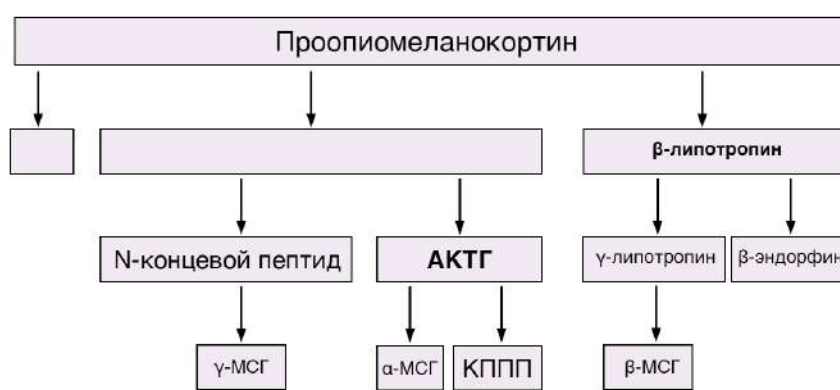 Проопиомеланокортин
β-липотропин
N-концевой пептид
АКТГ
γ-липотропин
β-эндорфин
γ-МСГ
α-МСГ
КППП
β-МСГ